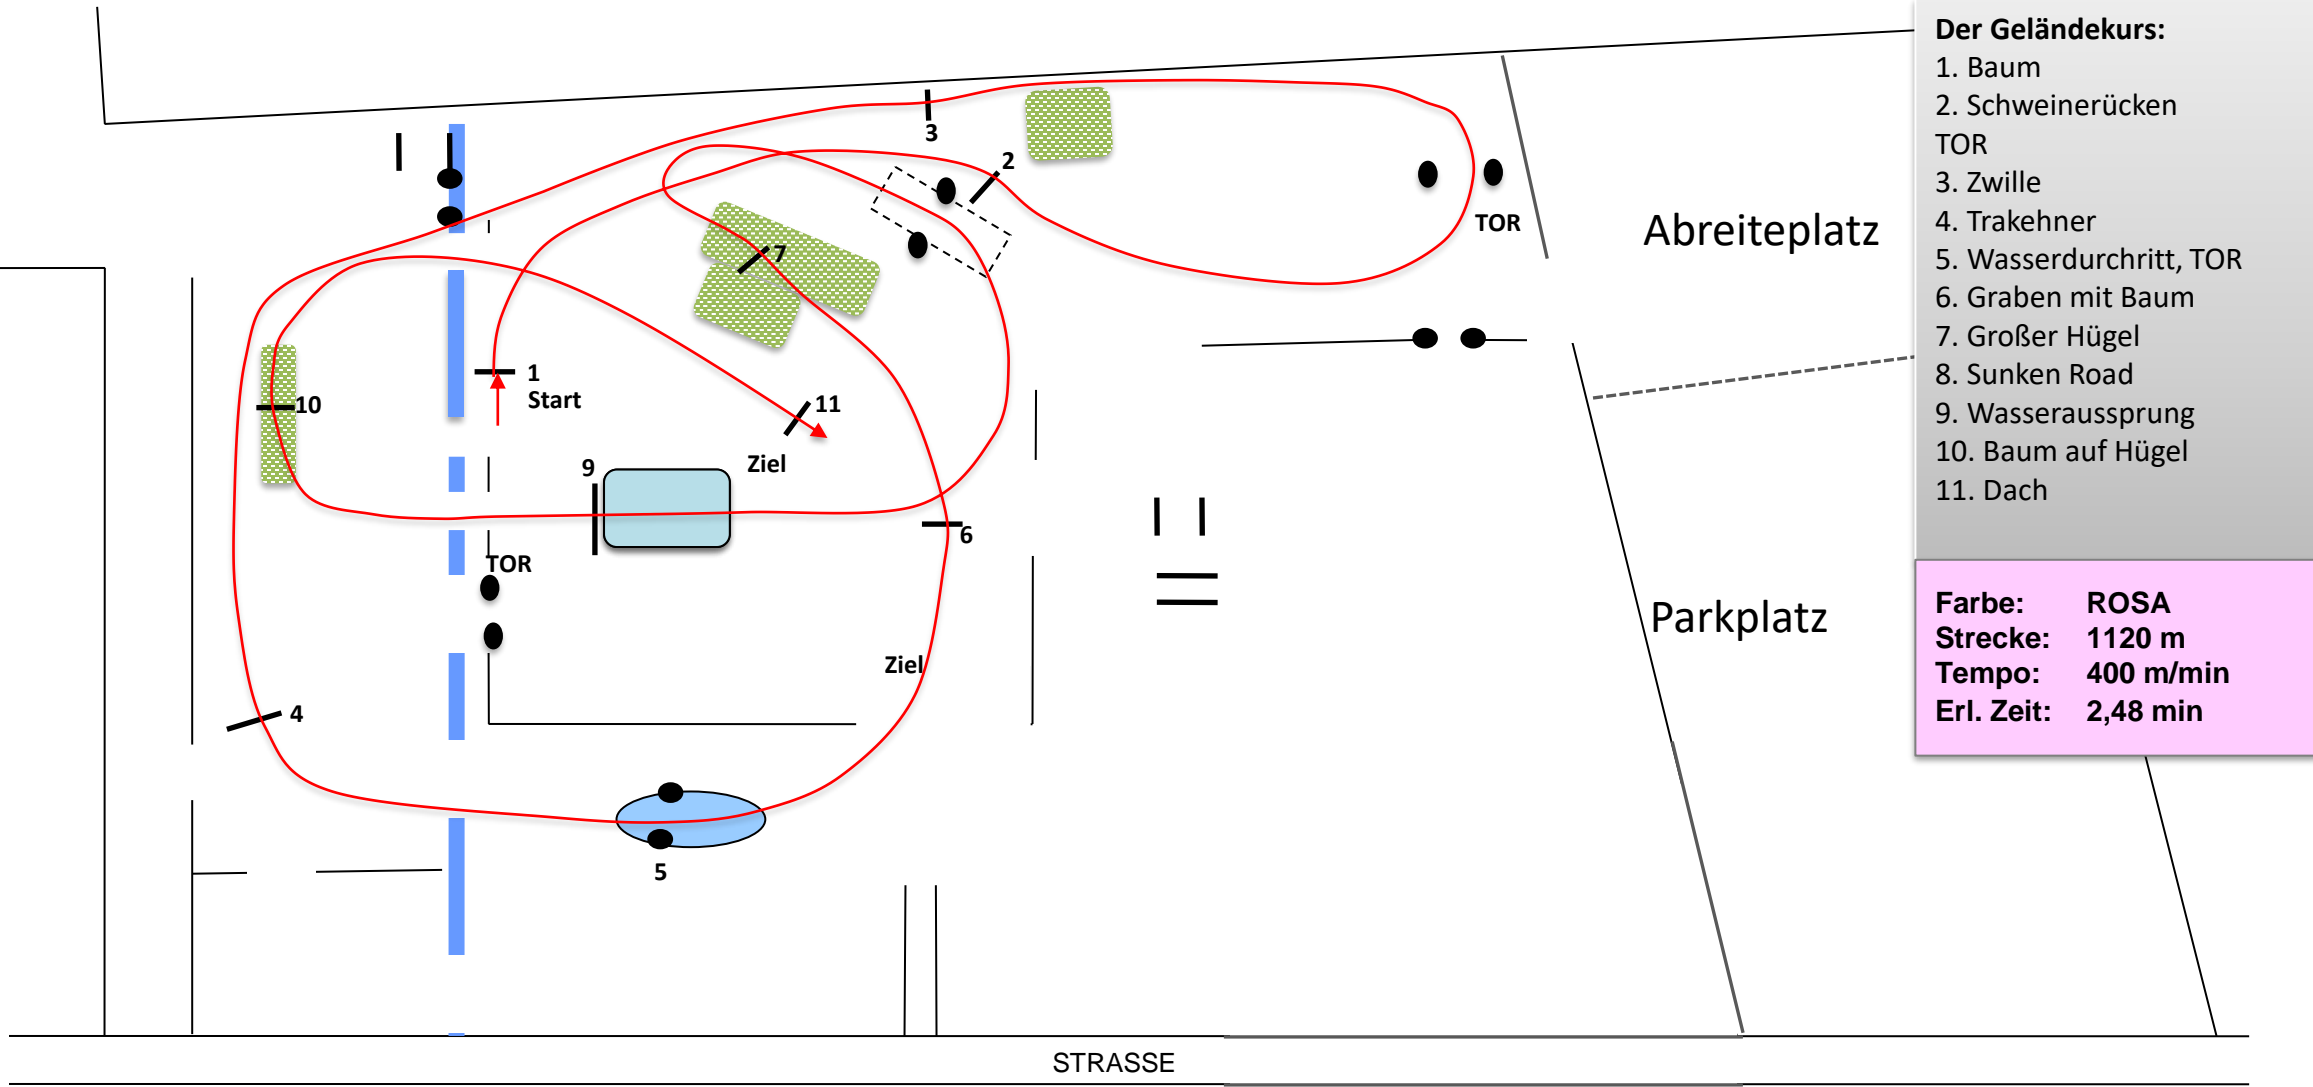 Der Geländekurs:
1. Baum
2. Schweinerücken
TOR
3. Zwille
4. Trakehner
5. Wasserdurchritt, TOR
6. Graben mit Baum
7. Großer Hügel
8. Sunken Road
9. Wasseraussprung
10. Baum auf Hügel
11. Dach
Farbe: ROSA
Strecke: 1120 m
Tempo: 400 m/min
Erl. Zeit: 2,48 min
3
2
TOR
Abreiteplatz
7
1
Start
10
11
Ziel
9
6
TOR
Parkplatz
Ziel
4
5
STRASSE